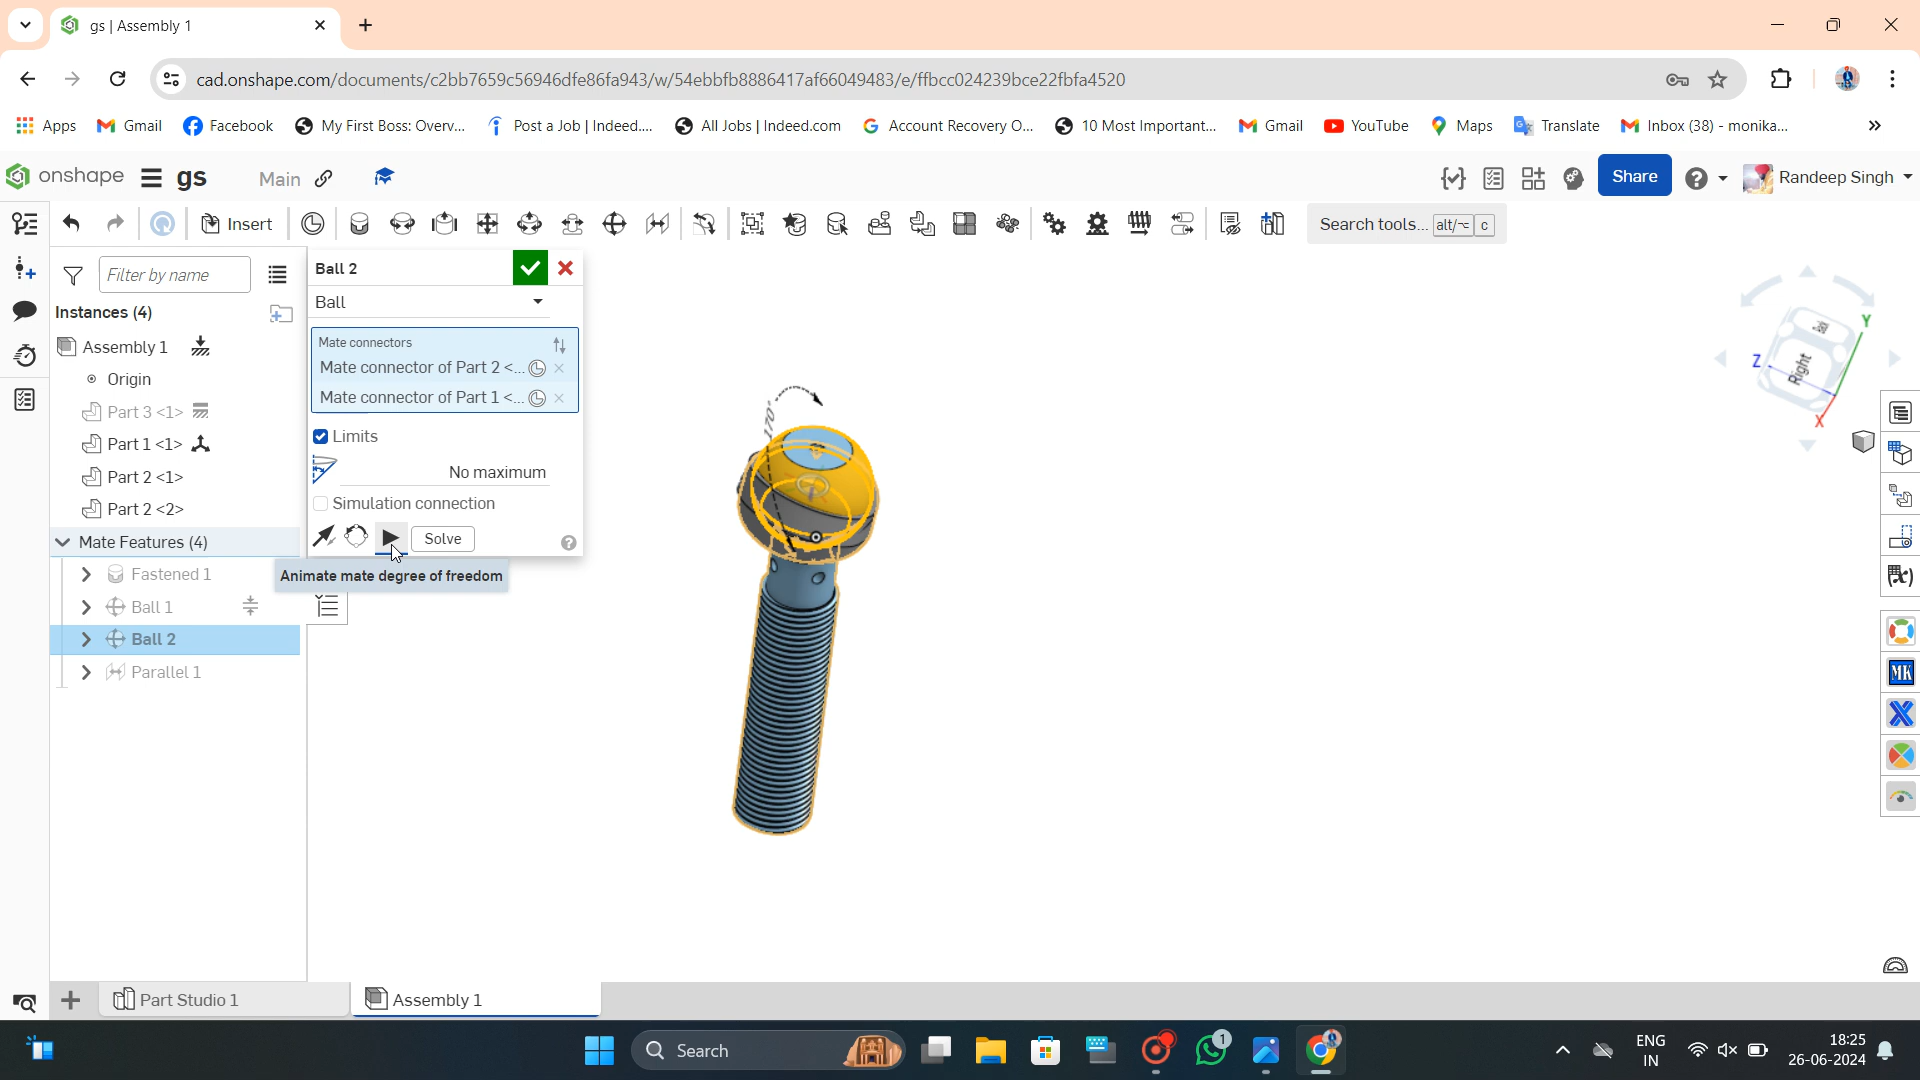 gs | Assembly 1
cad.onshape.com/documents/c2bb7659c56946dfe86fa943/w/54ebbfb8886417af66049483/e/ffbcc024239bce22fbfa4520
Apps
Gmail
Facebook
My First Boss: Overv...
Post a Job | Indeed....
All Jobs | Indeed.com
Account Recovery O...
10 Most Important...
Gmail
YouTube
Maps
Translate
Inbox (38) - monika...
onshape
gs
Main
Share
Randeep Singh
Insert
Search tools... alt/⌥ c
Filter by name
Instances (4)
Assembly 1
Origin
Part 3 <1>
Part 1 <1>
Part 2 <1>
Part 2 <2>
Mate Features (4)
Fastened 1
Ball 1
Ball 2
Parallel 1
Ball 2
Ball
Mate connectors
Mate connector of Part 2 <...
Mate connector of Part 1 <...
Limits
No maximum
Simulation connection
Solve
Animate mate degree of freedom
Y
Z
X
Right
MK
Part Studio 1
Assembly 1
Search
1
ENG
IN
18:25
26-06-2024